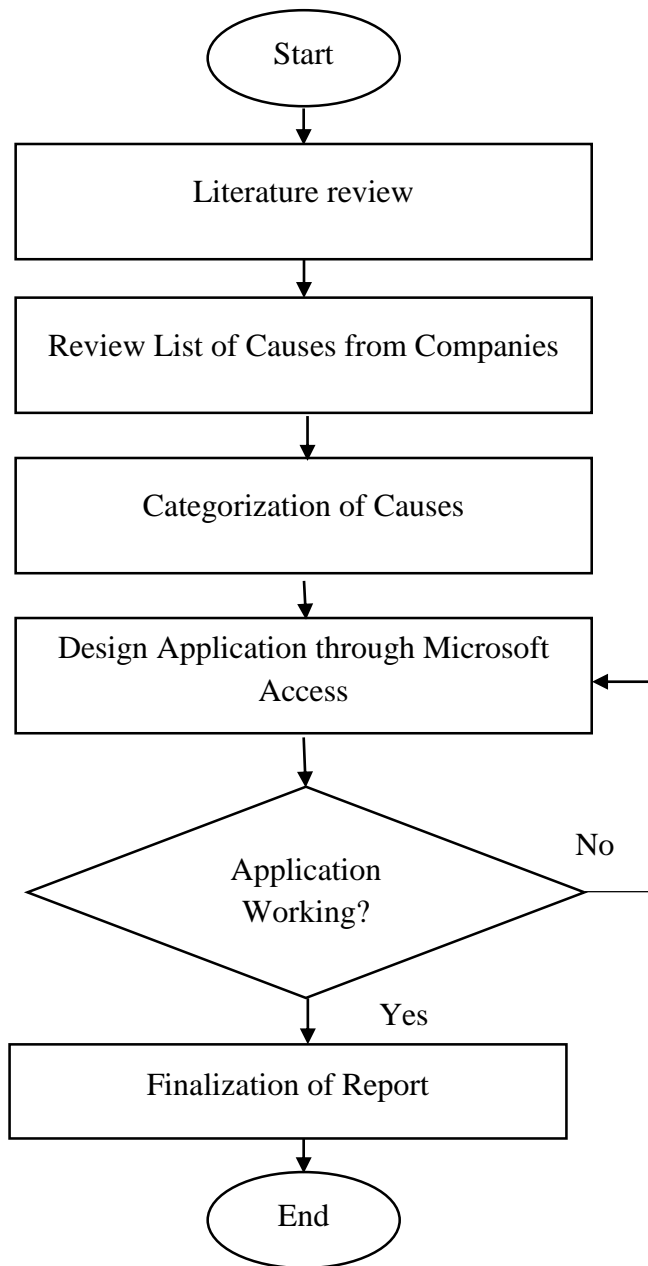 Start
Literature review
Review List of Causes from Companies
Categorization of Causes
Design Application through Microsoft
Access
Application
Working?
No
Yes
Finalization of Report
End